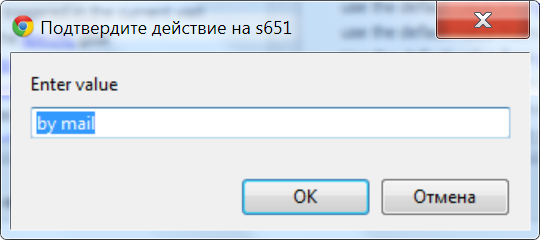 Подтвердите действие на s651
Enter value
by mail
OK
Отмена